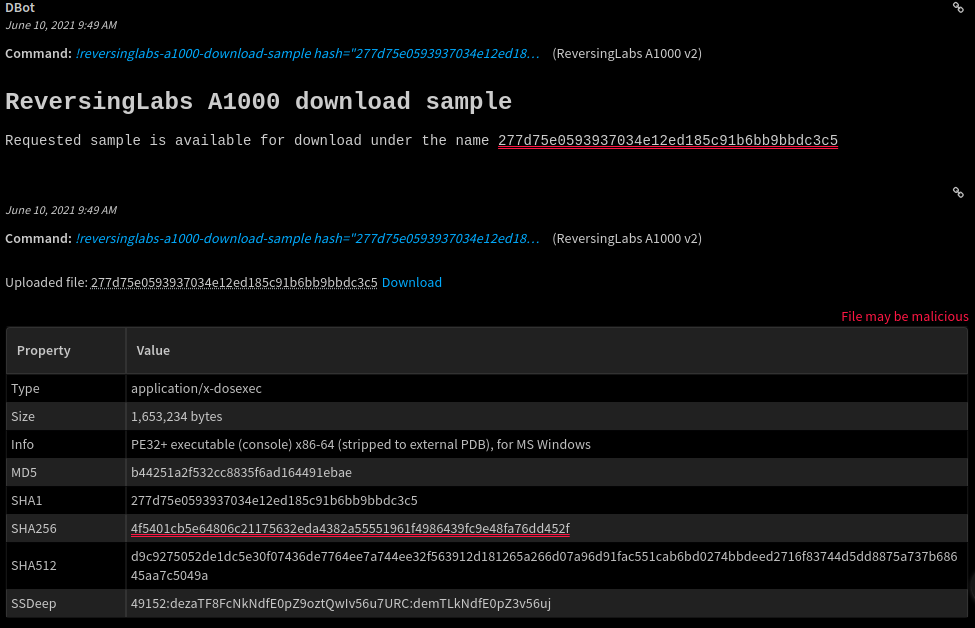 DBot
June 10, 2021 9:49 AM
Command: !reversinglabs-a1000-download-sample hash="277d75e0593937034e12ed18... (ReversingLabs A1000 v2)
ReversingLabs A1000 download sample
Requested sample is available for download under the name 277d75e0593937034e12ed185c91b6bb9bbdc3c5
June 10, 2021 9:49 AM
Command: !reversinglabs-a1000-download-sample hash="277d75e0593937034e12ed18... (ReversingLabs A1000 v2)
Uploaded file: 277d75e0593937034e12ed185c91b6bb9bbdc3c5 Download
File may be malicious
Property Value
Type application/x-dosexec
Size 1,653,234 bytes
Info PE32+ executable (console) x86-64 (stripped to external PDB), for MS Windows
MD5 b44251a2f532cc8835f6ad164491ebae
SHA1 277d75e0593937034e12ed185c91b6bb9bbdc3c5
SHA256 4f5401cb5e64806c21175632eda4382a55551961f4986439fc9e48fa76dd452f
SHA512 d9c9275052de1dc5e30f07436de7764ee7a744ee32f563912d181265a266d07a96d91fac551cab6bd0274bbdeed2716f83744d5dd8875a737b686
45aa7c5049a
SSDeep 49152:dezaTF8FcNkNdfE0pZ9oztQwIv56u7URC:demTLkNdfE0pZ3v56uj